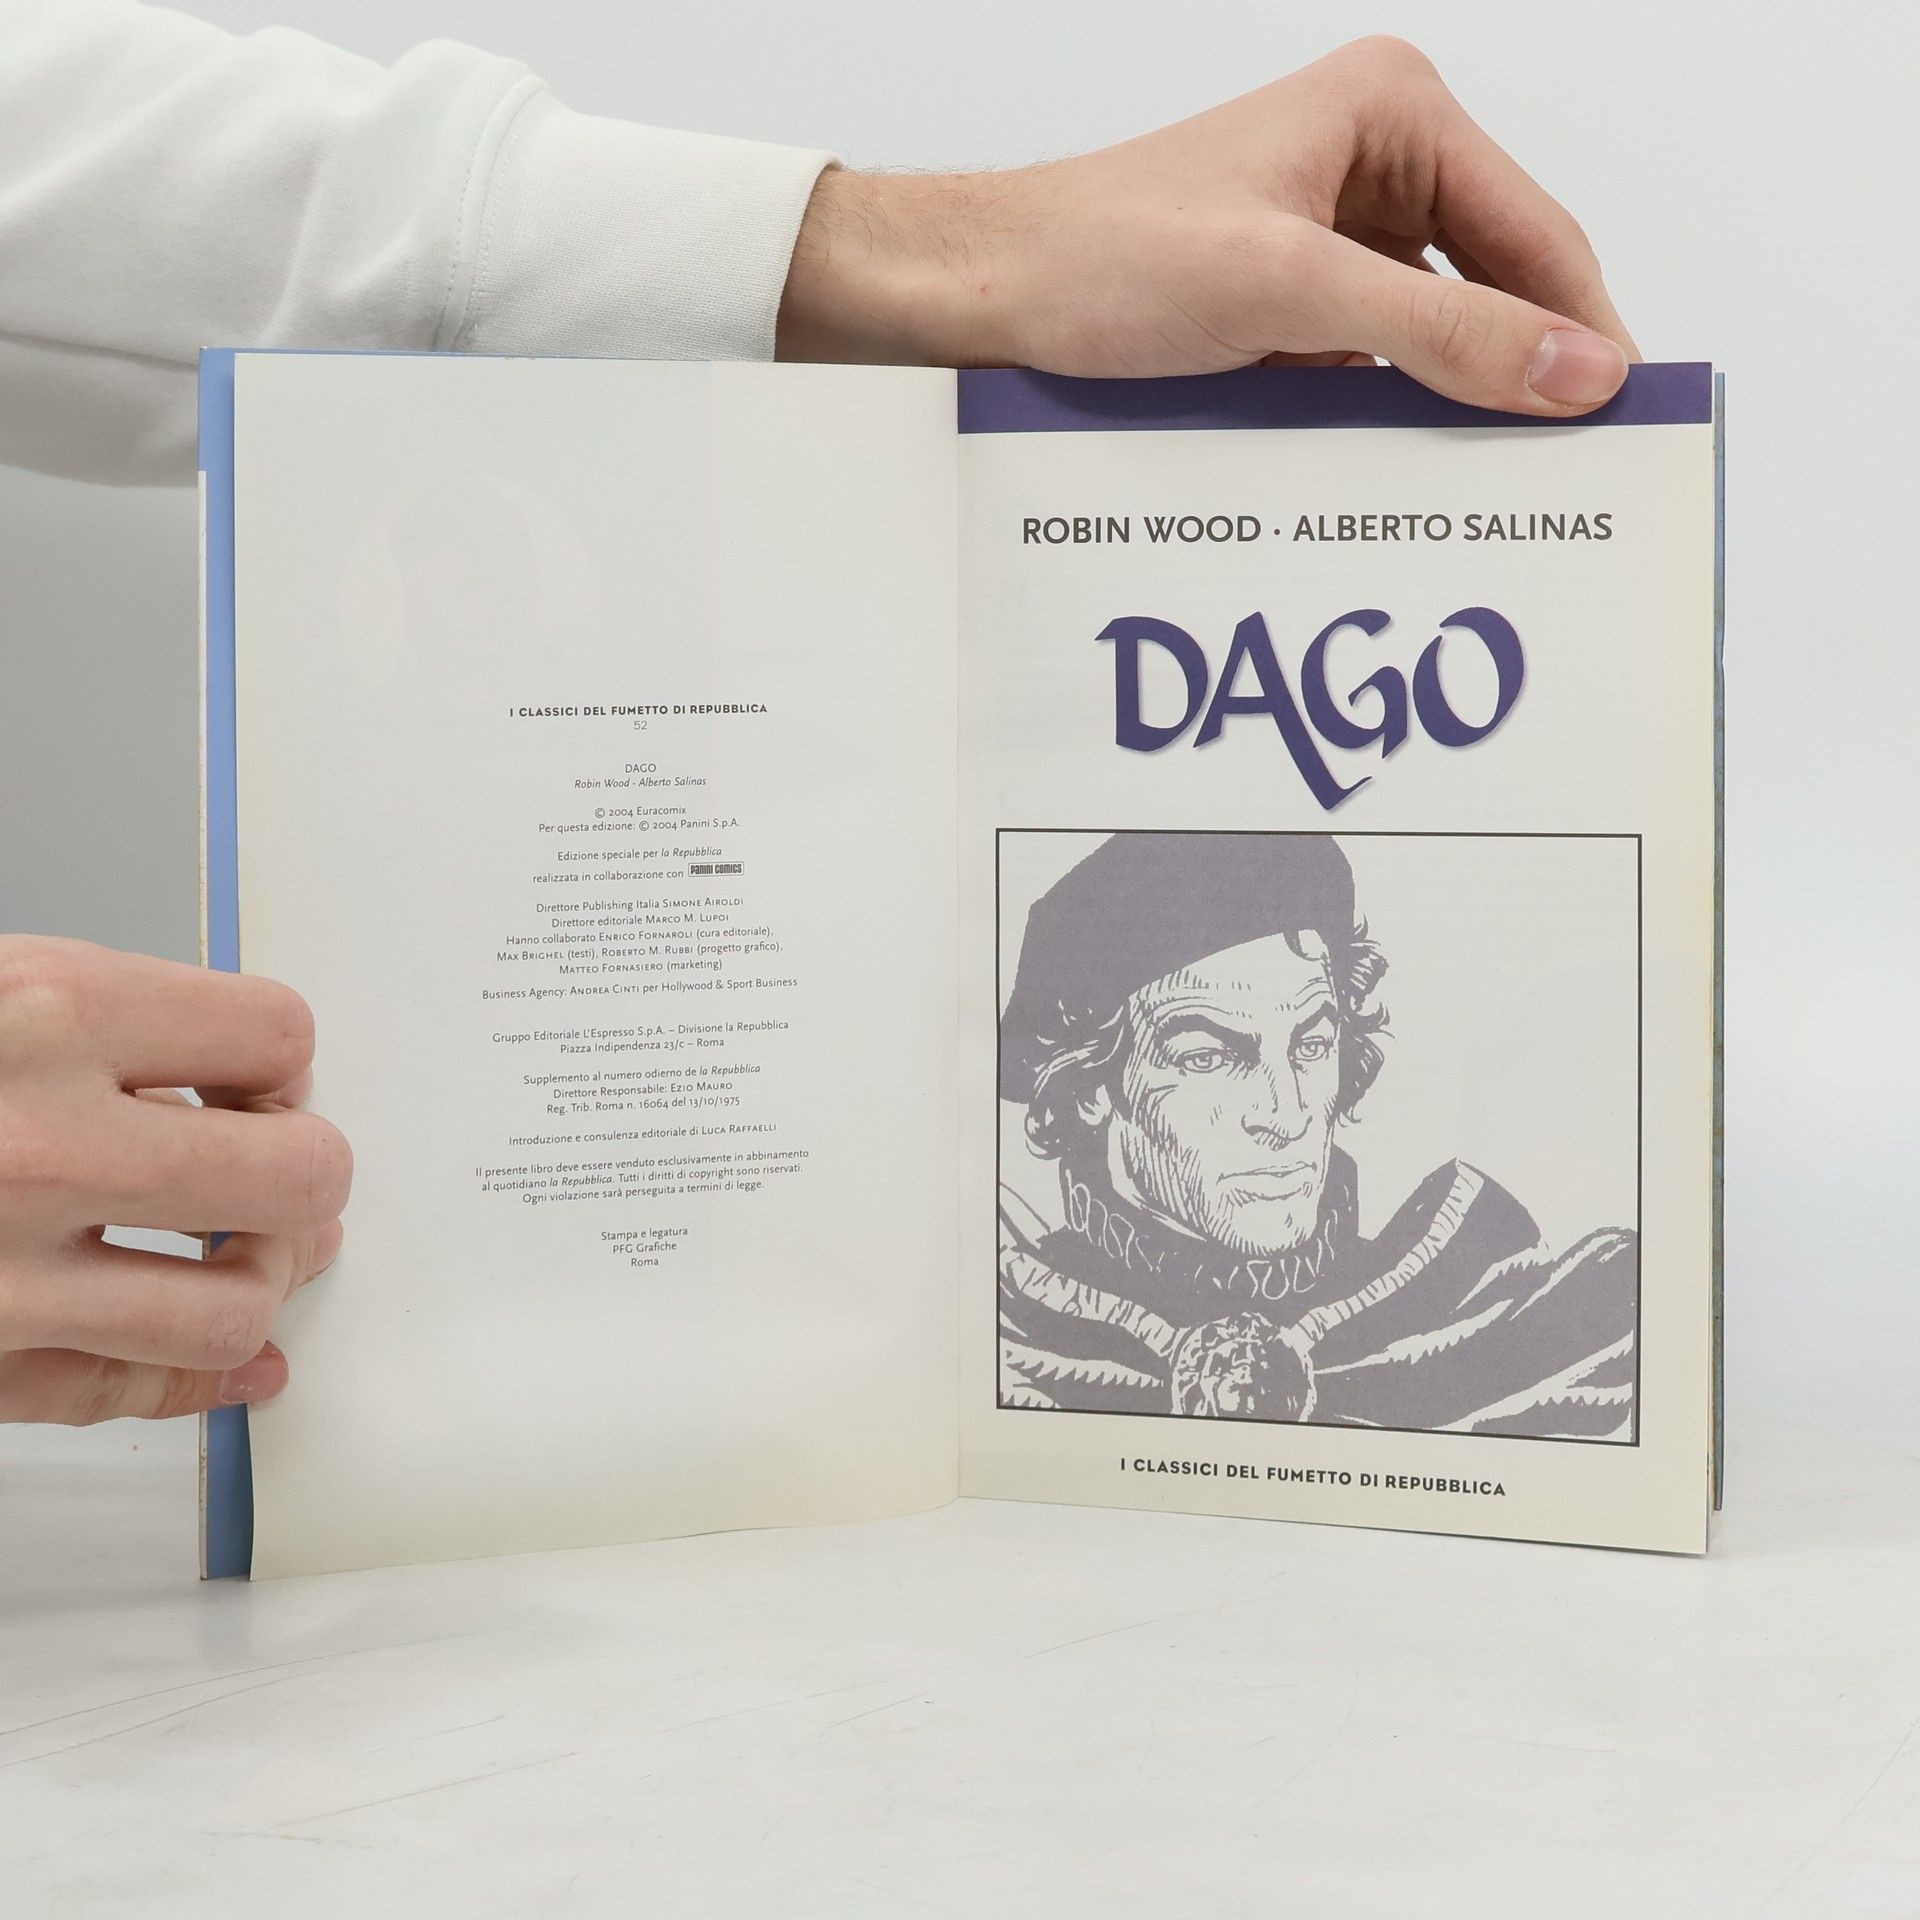 I CLASSICI DEL FUMETTO DI REPUBBLICA
52
DAGO
Robin Wood - Alberto Salinas
© 2004 Euracomix
Per questa edizione: © 2004 Panini S.p.A.
Edizione speciale per la Repubblica
realizzata in collaborazione con PANINI COMICS
Direttore Publishing Italia SIMONE AIROLDI
Direttore editoriale MARCO M. LUPOI
Hanno collaborato ENRICO FORNAROLI (cura editoriale),
MAX BRIGHEL (testi), ROBERTO M. RUBBI (progetto grafico),
MATTEO FORNASIERO (marketing)
Business Agency: ANDREA CINTI per Hollywood & Sport Business
Gruppo Editoriale L'Espresso S.p.A. – Divisione la Repubblica
Piazza Indipendenza 23/c – Roma
Supplemento al numero odierno de la Repubblica
Direttore Responsabile: EZIO MAURO
Reg. Trib. Roma n. 16064 del 13/10/1975
Introduzione e consulenza editoriale di LUCA RAFFAELLI
Il presente libro deve essere venduto esclusivamente in abbinamento
al quotidiano la Repubblica. Tutti i diritti di copyright sono riservati.
Ogni violazione sarà perseguita a termini di legge.
Stampa e legatura
PFG Grafiche
Roma
ROBIN WOOD · ALBERTO SALINAS
DAGO
I CLASSICI DEL FUMETTO DI REPUBBLICA